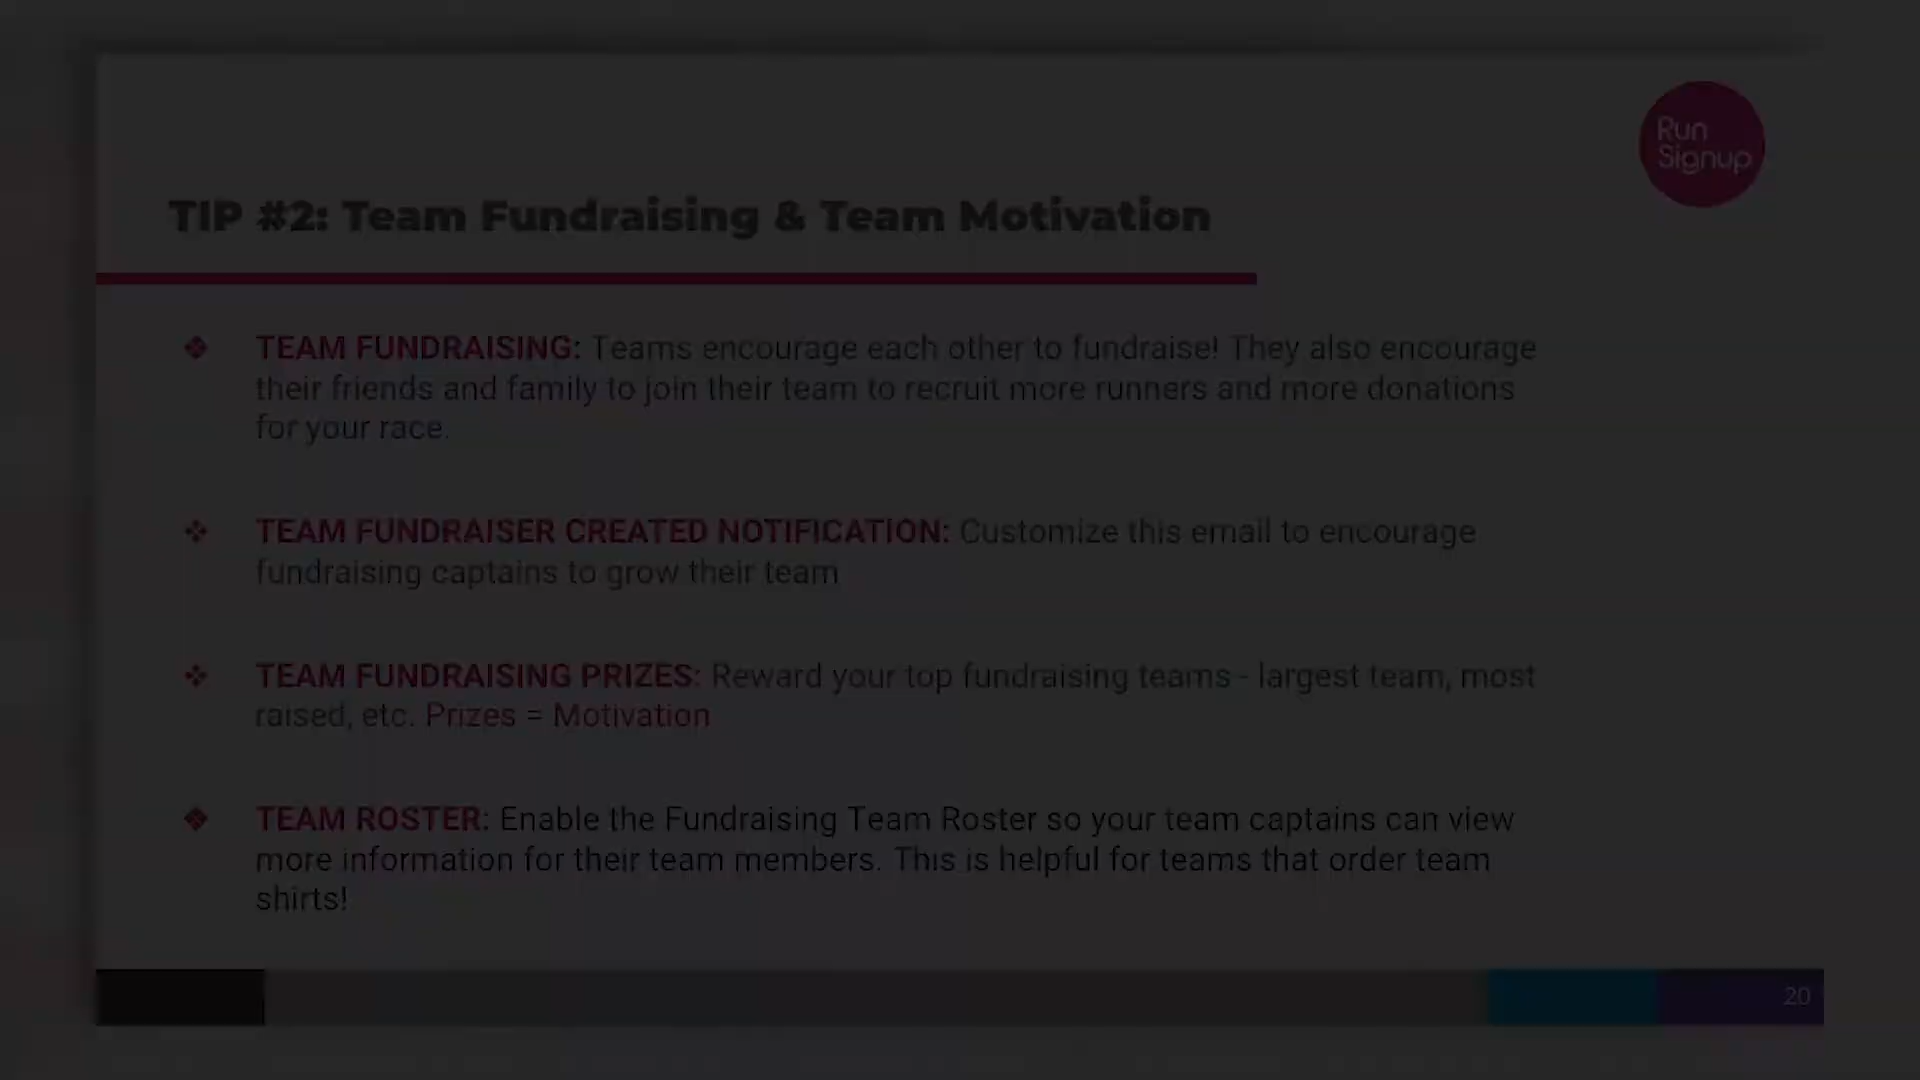 Run
Signup
TIP #2: Team Fundraising & Team Motivation
❖ TEAM FUNDRAISING: Teams encourage each other to fundraise! They also encourage
their friends and family to join their team to recruit more runners and more donations
for your race.
❖ TEAM FUNDRAISER CREATED NOTIFICATION: Customize this email to encourage
fundraising captains to grow their team
❖ TEAM FUNDRAISING PRIZES: Reward your top fundraising teams - largest team, most
raised, etc. Prizes = Motivation
❖ TEAM ROSTER: Enable the Fundraising Team Roster so your team captains can view
more information for their team members. This is helpful for teams that order team
shirts!
20